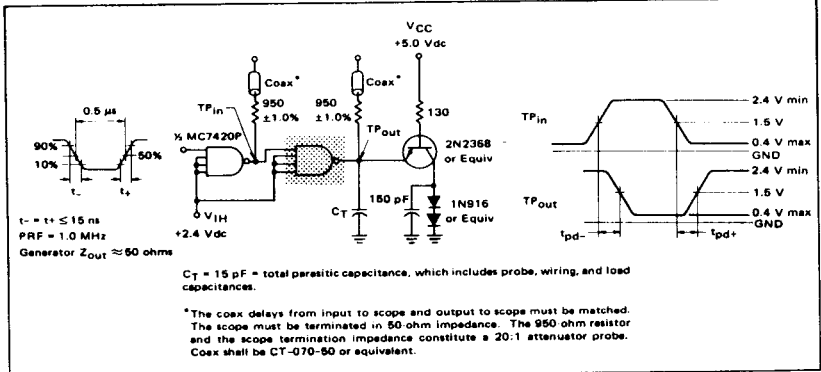 VCC
+5.0 Vdc
Coax*
Coax*
950
±1.0%
950
±1.0%
130
TPin
TPout
2N2368
or Equiv
0.5 µs
90%
10%
50%
t-
t+
½ MC7420P
VIH
+2.4 Vdc
CT
150 pF
1N916
or Equiv
t- = t+ ≤ 15 ns
PRF = 1.0 MHz
Generator Zout ≈ 50 ohms
TPin
2.4 V min
1.5 V
0.4 V max
GND
TPout
2.4 V min
1.5 V
0.4 V max
GND
tpd-
tpd+
CT = 15 pF = total parasitic capacitance, which includes probe, wiring, and load
capacitances.
*The coax delays from input to scope and output to scope must be matched.
The scope must be terminated in 50-ohm impedance. The 950-ohm resistor
and the scope termination impedance constitute a 20:1 attenuator probe.
Coax shall be CT-070-50 or equivalent.